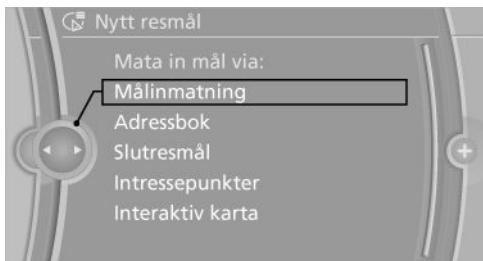 Nytt resmål
Mata in mål via:
Målinmatning
Adressbok
Slutresmål
Intressepunkter
Interaktiv karta